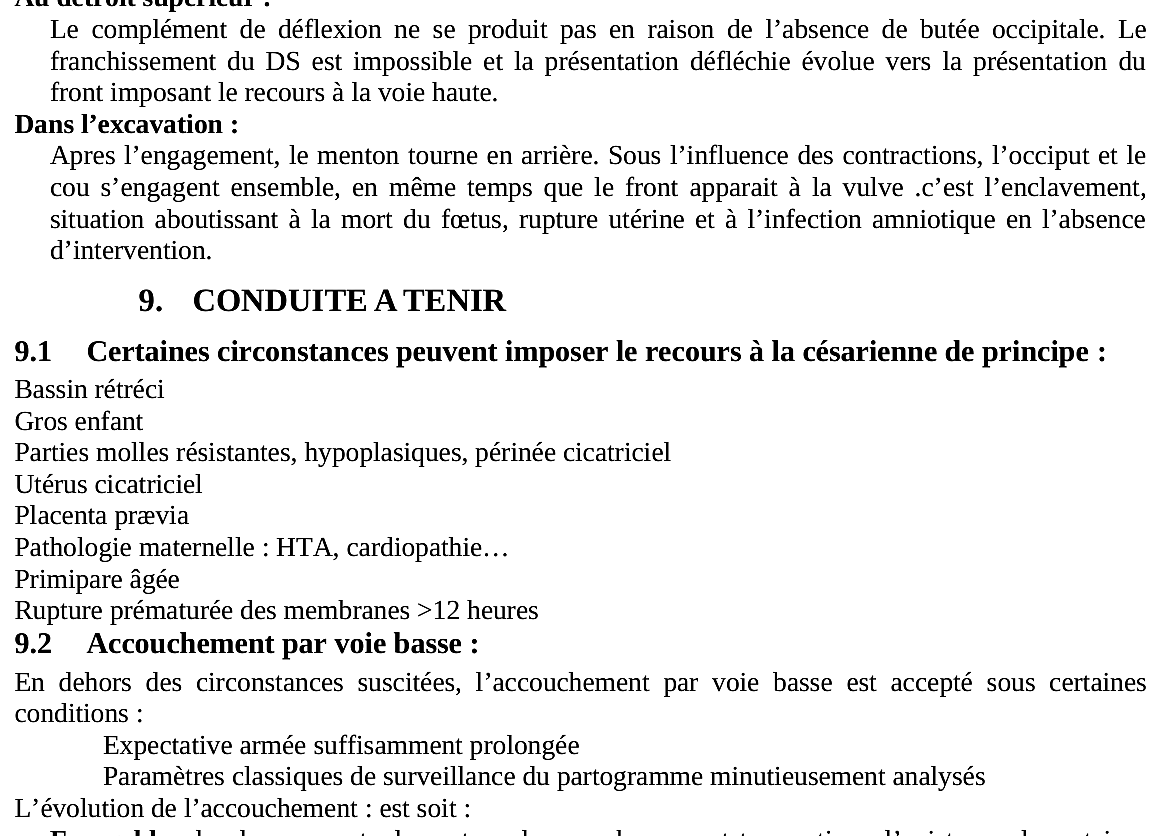 Au détroit supérieur :
Le complément de déflexion ne se produit pas en raison de l’absence de butée occipitale. Le
franchissement du DS est impossible et la présentation défléchie évolue vers la présentation du
front imposant le recours à la voie haute.
Dans l’excavation :
Apres l’engagement, le menton tourne en arrière. Sous l’influence des contractions, l’occiput et le
cou s’engagent ensemble, en même temps que le front apparait à la vulve .c’est l’enclavement,
situation aboutissant à la mort du fœtus, rupture utérine et à l’infection amniotique en l’absence
d’intervention.
9. CONDUITE A TENIR
9.1 Certaines circonstances peuvent imposer le recours à la césarienne de principe :
Bassin rétréci
Gros enfant
Parties molles résistantes, hypoplasiques, périnée cicatriciel
Utérus cicatriciel
Placenta prævia
Pathologie maternelle : HTA, cardiopathie…
Primipare âgée
Rupture prématurée des membranes >12 heures
9.2 Accouchement par voie basse :
En dehors des circonstances suscitées, l’accouchement par voie basse est accepté sous certaines
conditions :
Expectative armée suffisamment prolongée
Paramètres classiques de surveillance du partogramme minutieusement analysés
L’évolution de l’accouchement : est soit :